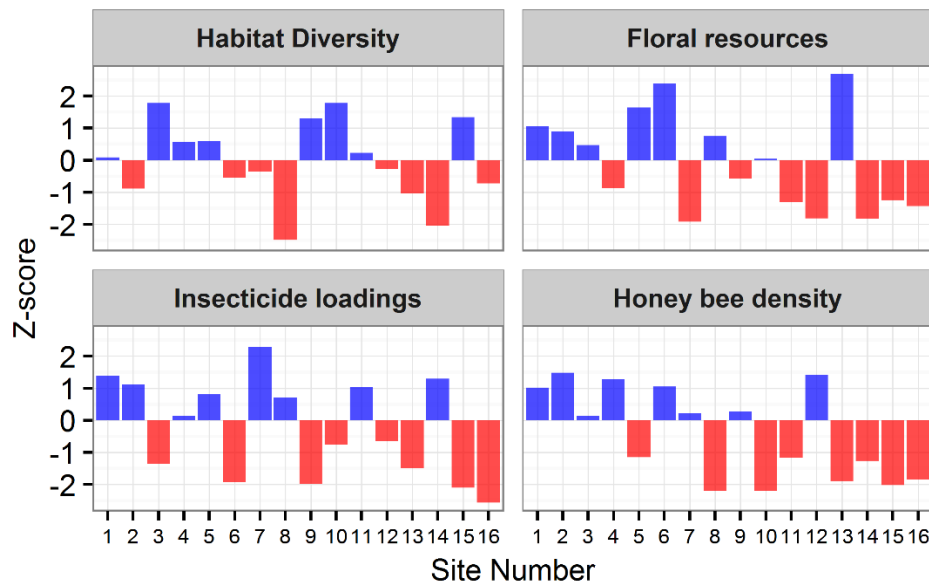 Habitat Diversity
Floral resources
2
1
0
-1
-2
Insecticide loadings
Honey bee density
2
1
0
-1
-2
Z-score
1 2 3 4 5 6 7 8 9 10 11 12 13 14 15 16
1 2 3 4 5 6 7 8 9 10 11 12 13 14 15 16
Site Number